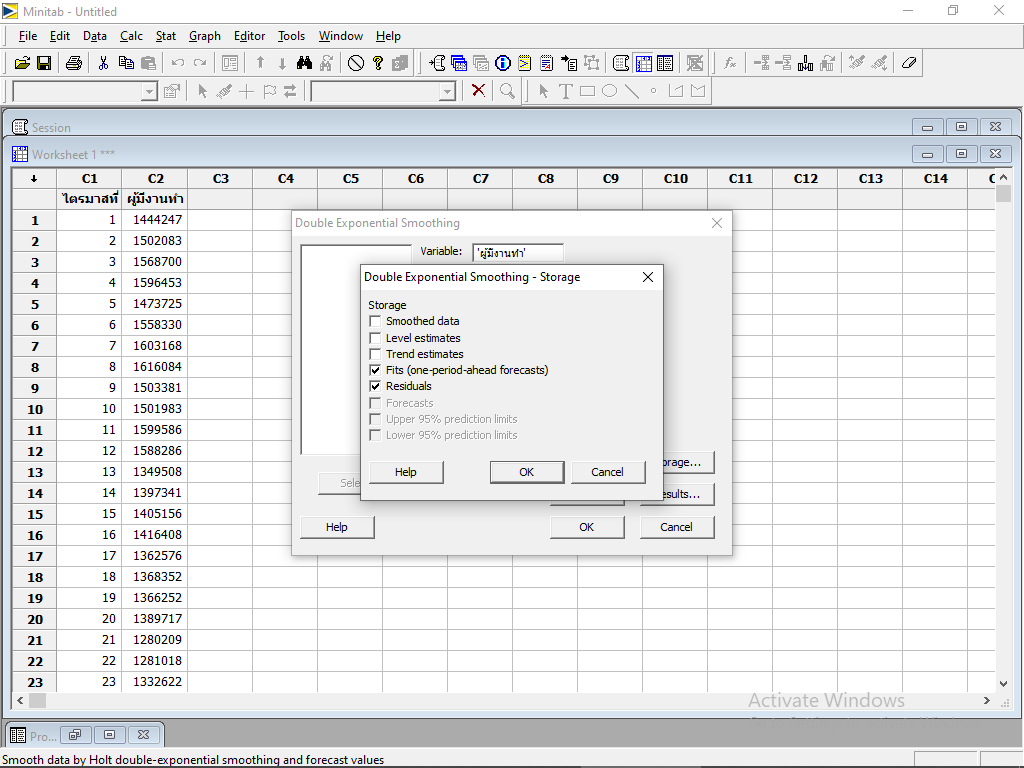 Minitab - Untitled
File Edit Data Calc Stat Graph Editor Tools Window Help
Session
Worksheet 1 ***
C1 C2 C3 C4 C5 C6 C7 C8 C9 C10 C11 C12 C13 C14
ไตรมาสที่ ผู้มีงานทำ
1 1 1444247
2 2 1502083
3 3 1568700
4 4 1596453
5 5 1473725
6 6 1558330
7 7 1603168
8 8 1616084
9 9 1503381
10 10 1501983
11 11 1599586
12 12 1588286
13 13 1349508
14 14 1397341
15 15 1405156
16 16 1416408
17 17 1362576
18 18 1368352
19 19 1366252
20 20 1389717
21 21 1280209
22 22 1281018
23 23 1332622
Double Exponential Smoothing
Variable: 'ผู้มีงานทำ'
Double Exponential Smoothing - Storage
Storage
Smoothed data
Level estimates
Trend estimates
Fits (one-period-ahead forecasts)
Residuals
Forecasts
Upper 95% prediction limits
Lower 95% prediction limits
Help OK Cancel
Sele
orage...
esults...
Help OK Cancel
Activate Windows
Pro...
Smooth data by Holt double-exponential smoothing and forecast values